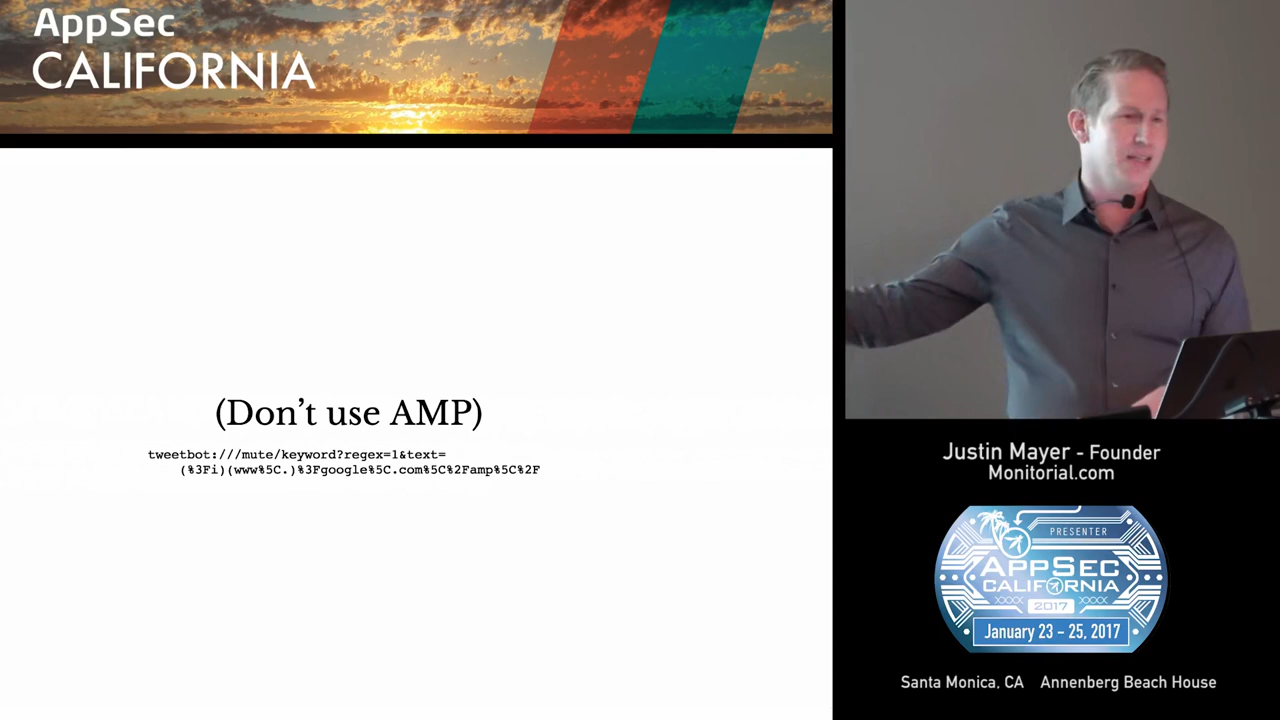 AppSec
CALIFORNIA
(Don’t use AMP)
tweetbot:///mute/keyword?regex=1&text=
(%3Fi)(www%5C.)%3Fgoogle%5C.com%5C%2Famp%5C%2F
Justin Mayer - Founder
Monitorial.com
PRESENTER
APPSEC
CALIFORNIA
XXXX 2017 XXXX
January 23 - 25, 2017
Santa Monica, CA Annenberg Beach House